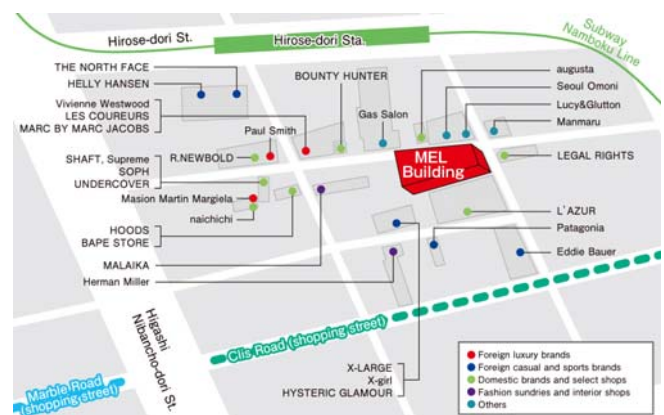 Hirose-dori St.
Hirose-dori Sta.
Subway
Namboku Line
THE NORTH FACE
HELLY HANSEN
Vivienne Westwood
LES COUREURS
MARC BY MARC JACOBS
Paul Smith
BOUNTY HUNTER
Gas Salon
augusta
Seoul Omoni
Lucy&Glutton
Manmaru
SHAFT, Supreme
SOPH
UNDERCOVER
R.NEWBOLD
MEL
Building
LEGAL RIGHTS
Masion Martin Margiela
naichichi
HOODS
BAPE STORE
MALAIKA
Herman Miller
L'AZUR
Patagonia
Eddie Bauer
Higashi
Nibancho-dori St.
Clis Road (shopping street)
Marble Road
(shopping street)
X-LARGE
X-girl
HYSTERIC GLAMOUR
Foreign luxury brands
Foreign casual and sports brands
Domestic brands and select shops
Fashion sundries and interior shops
Others